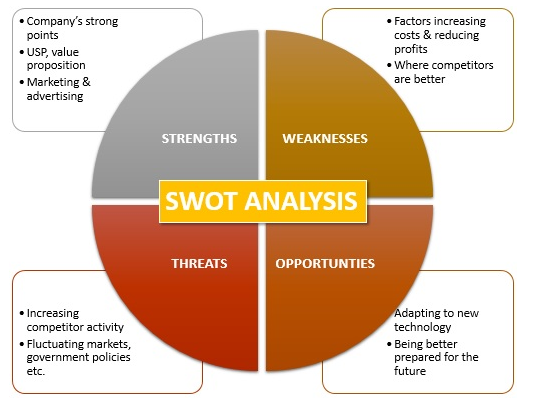 • Company's strong
points
• USP, value
proposition
• Marketing &
advertising
• Factors increasing
costs & reducing
profits
• Where competitors
are better
STRENGTHS
WEAKNESSES
SWOT ANALYSIS
THREATS
OPPORTUNTIES
• Increasing
competitor activity
• Fluctuating markets,
government policies
etc.
Adapting to new
technology
• Being better
prepared for the
future